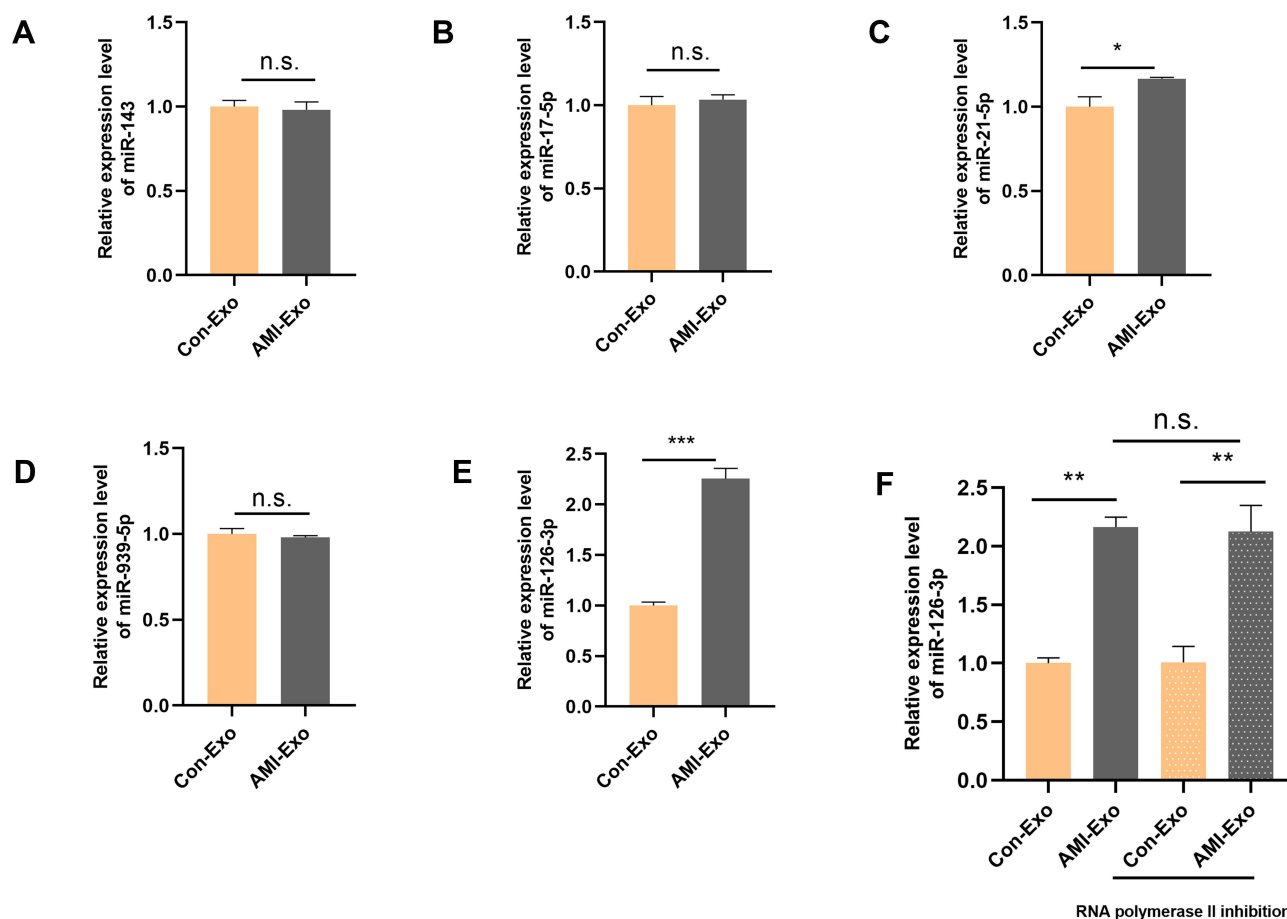 A
Relative expression level
of miR-143
1.5
1.0
0.5
0.0
n.s.
Con-Exo
AMI-Exo
B
Relative expression level
of miR-17-5p
1.5
1.0
0.5
0.0
n.s.
Con-Exo
AMI-Exo
C
Relative expression level
of miR-21-5p
1.5
1.0
0.5
0.0
*
Con-Exo
AMI-Exo
D
Relative expression level
of miR-939-5p
1.5
1.0
0.5
0.0
n.s.
Con-Exo
AMI-Exo
E
Relative expression level
of miR-126-3p
2.5
2.0
1.5
1.0
0.5
0.0
***
Con-Exo
AMI-Exo
F
Relative expression level
of miR-126-3p
2.5
2.0
1.5
1.0
0.5
0.0
n.s.
**
**
Con-Exo
AMI-Exo
Con-Exo
AMI-Exo
RNA polymerase II inhibition